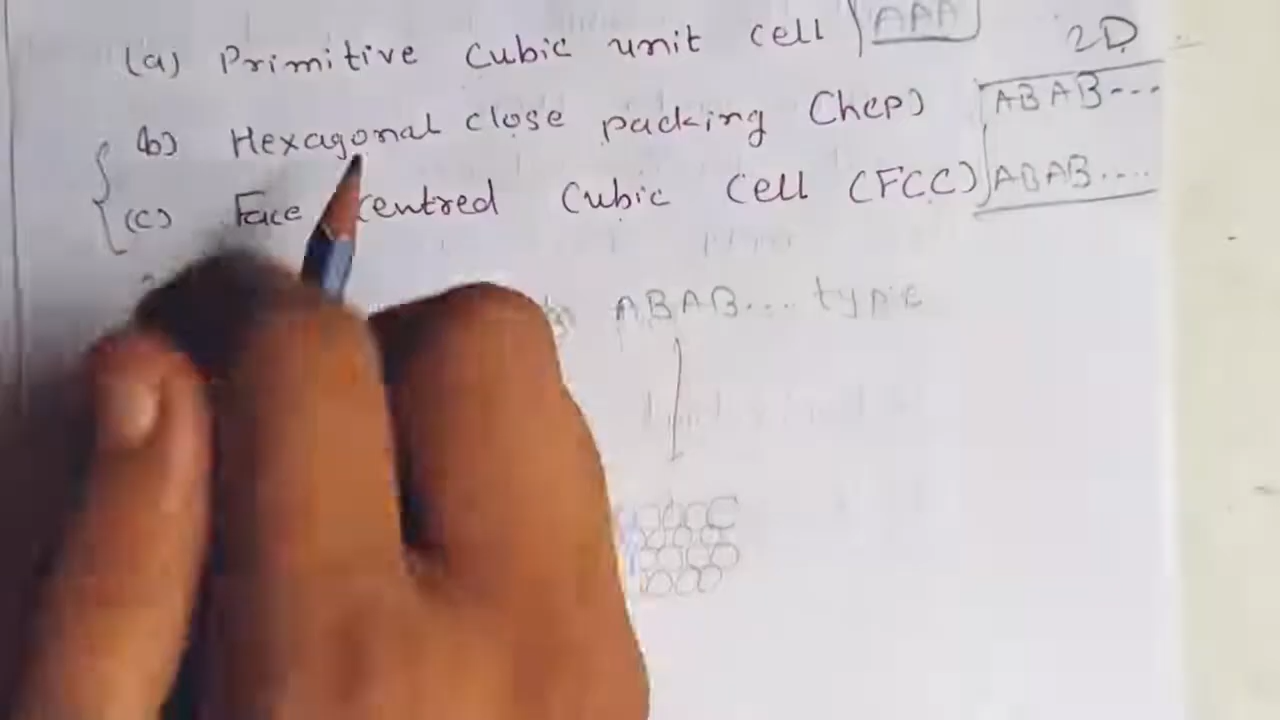 (a) Primitive cubic unit cell AAA 2D
(b) Hexagonal close packing (hcp) ABAB...
(c) Face centred cubic cell (FCC) ABAB....
ABAB.... type